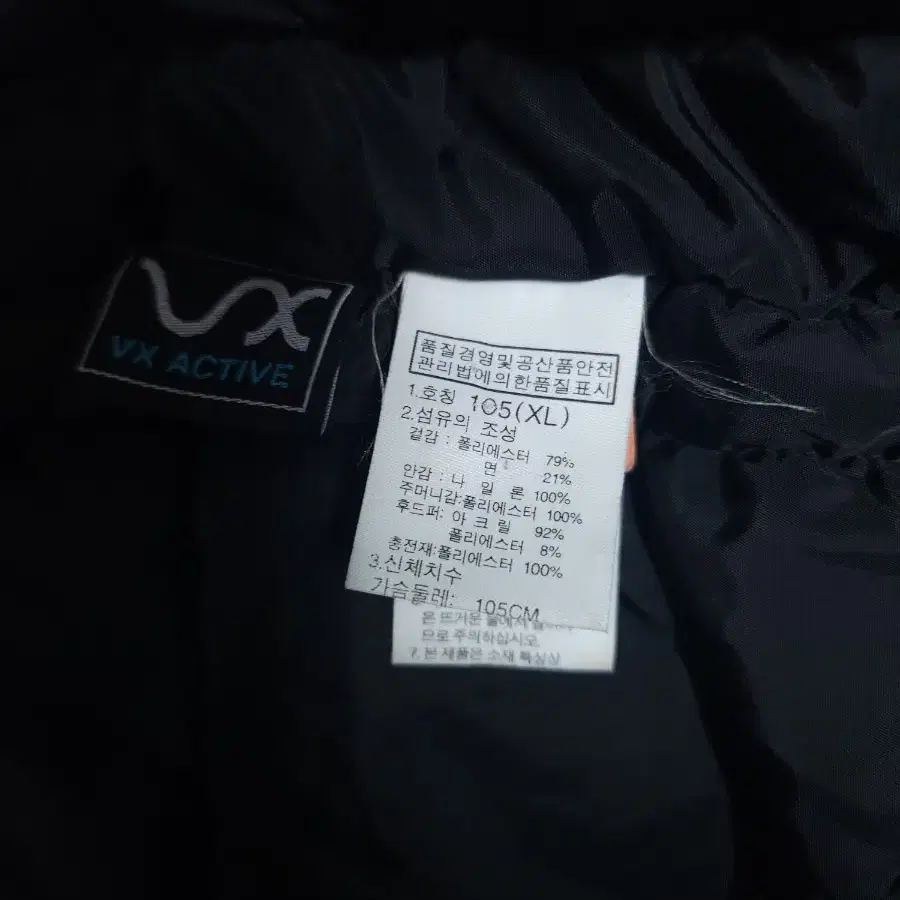 VX
VX ACTIVE
품질경영및공산품안전
관리법에의한품질표시
1.호칭 105(XL)
2.섬유의 조성
겉감 : 폴리에스터 79%
면 21%
안감 : 나 일 론 100%
주머니감:폴리에스터 100%
후드퍼: 아 크 릴 92%
폴리에스터 8%
충전재:폴리에스터 100%
3.신체치수
가슴둘레: 105CM
은 뜨거운
으로 주의하십시오.
7. 본 제품은 소재 특성상